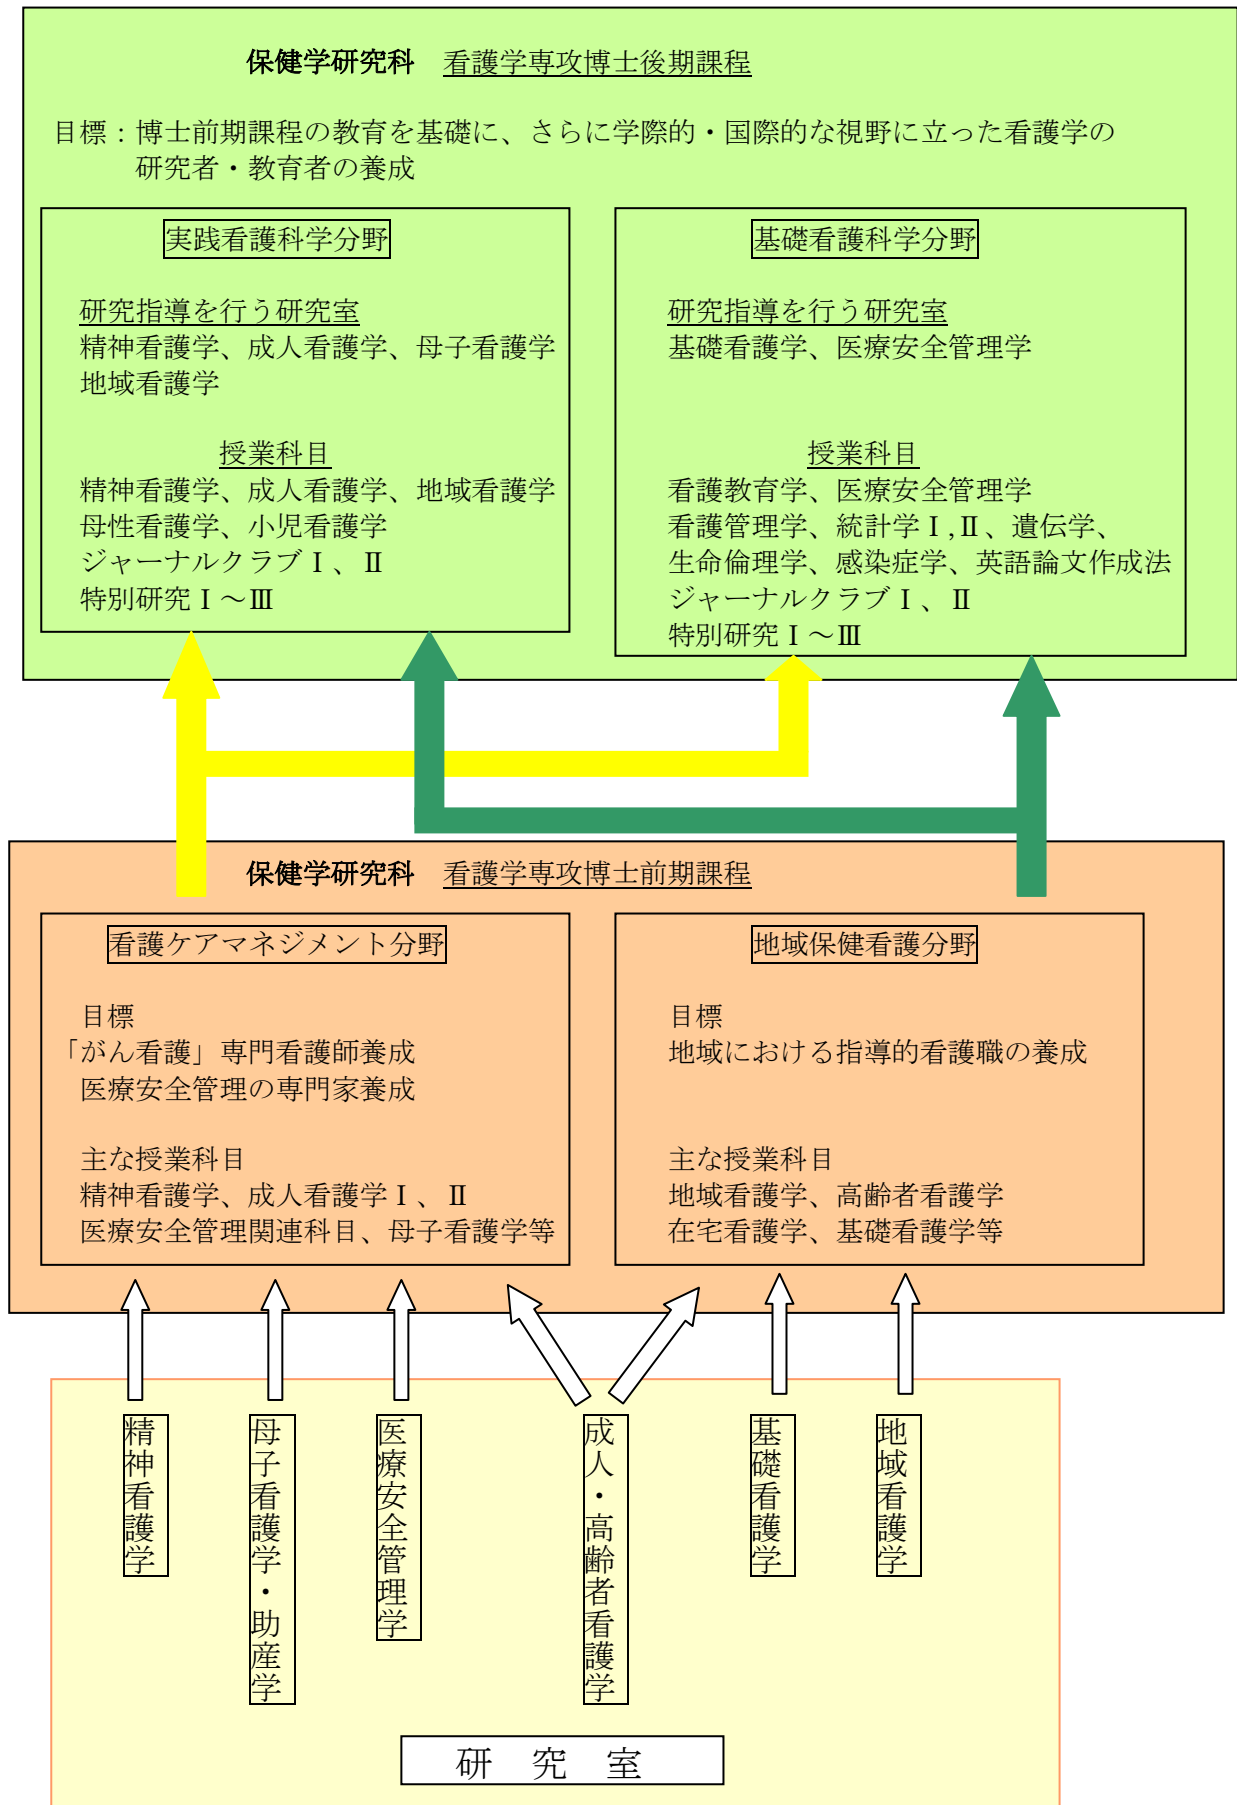 保健学研究科 看護学専攻博士後期課程
目標：博士前期課程の教育を基礎に、さらに学際的・国際的な視野に立った看護学の
研究者・教育者の養成
実践看護科学分野
研究指導を行う研究室
精神看護学、成人看護学、母子看護学
地域看護学
授業科目
精神看護学、成人看護学、地域看護学
母性看護学、小児看護学
ジャーナルクラブⅠ、Ⅱ
特別研究Ⅰ～Ⅲ
基礎看護科学分野
研究指導を行う研究室
基礎看護学、医療安全管理学
授業科目
看護教育学、医療安全管理学
看護管理学、統計学Ⅰ,Ⅱ、遺伝学、
生命倫理学、感染症学、英語論文作成法
ジャーナルクラブⅠ、Ⅱ
特別研究Ⅰ～Ⅲ
保健学研究科 看護学専攻博士前期課程
看護ケアマネジメント分野
目標
「がん看護」専門看護師養成
医療安全管理の専門家養成
主な授業科目
精神看護学、成人看護学Ⅰ、Ⅱ
医療安全管理関連科目、母子看護学等
地域保健看護分野
目標
地域における指導的看護職の養成
主な授業科目
地域看護学、高齢者看護学
在宅看護学、基礎看護学等
精神看護学
母子看護学・助産学
医療安全管理学
成人・高齢者看護学
基礎看護学
地域看護学
研 究 室